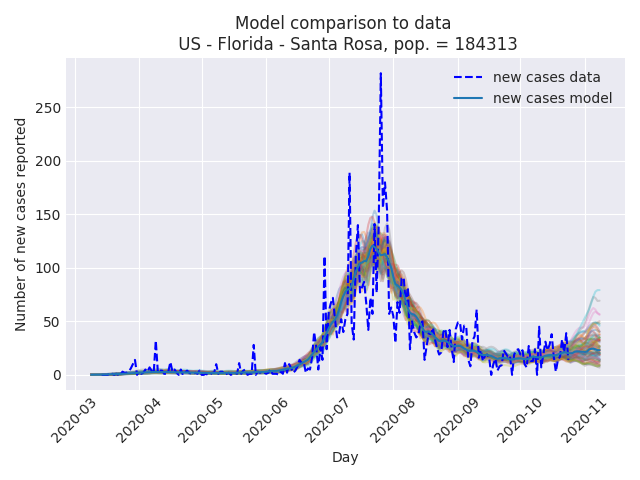 Model comparison to data
US - Florida - Santa Rosa, pop. = 184313
new cases data
new cases model
Number of new cases reported
250
200
150
100
50
0
2020-03
2020-04
2020-05
2020-06
2020-07
2020-08
2020-09
2020-10
2020-11
Day